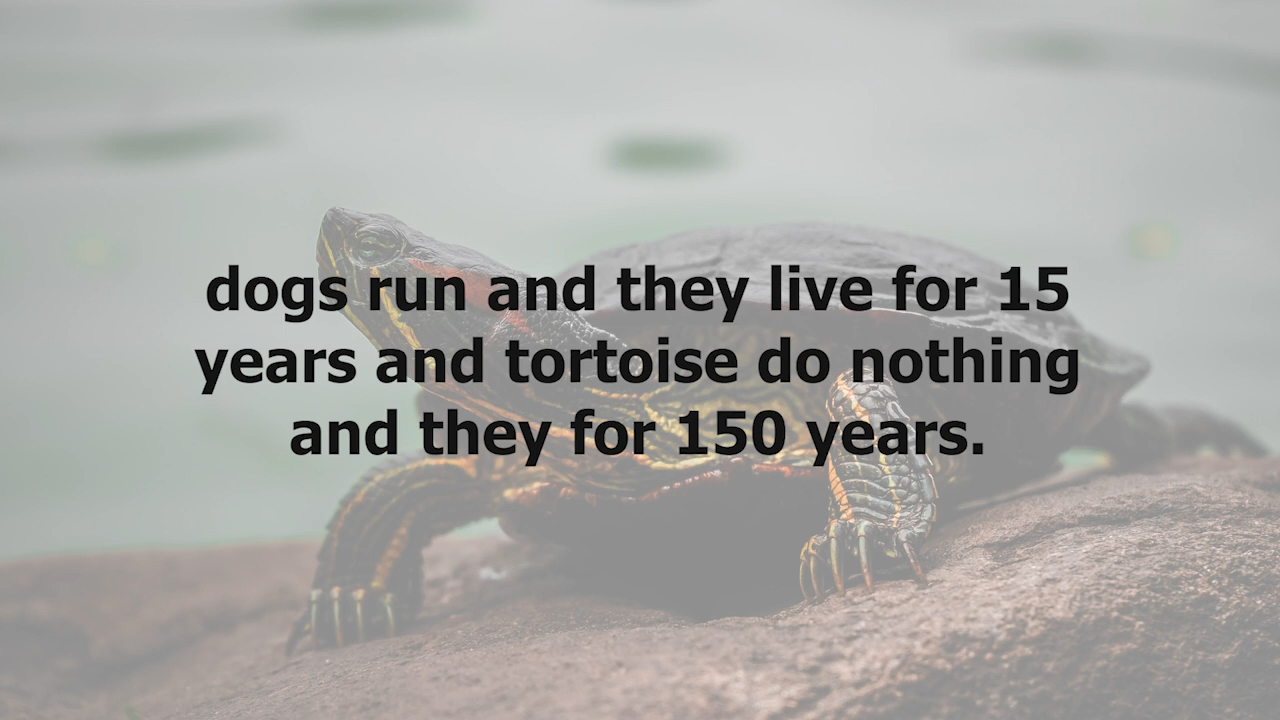 dogs run and they live for 15
years and tortoise do nothing
and they for 150 years.